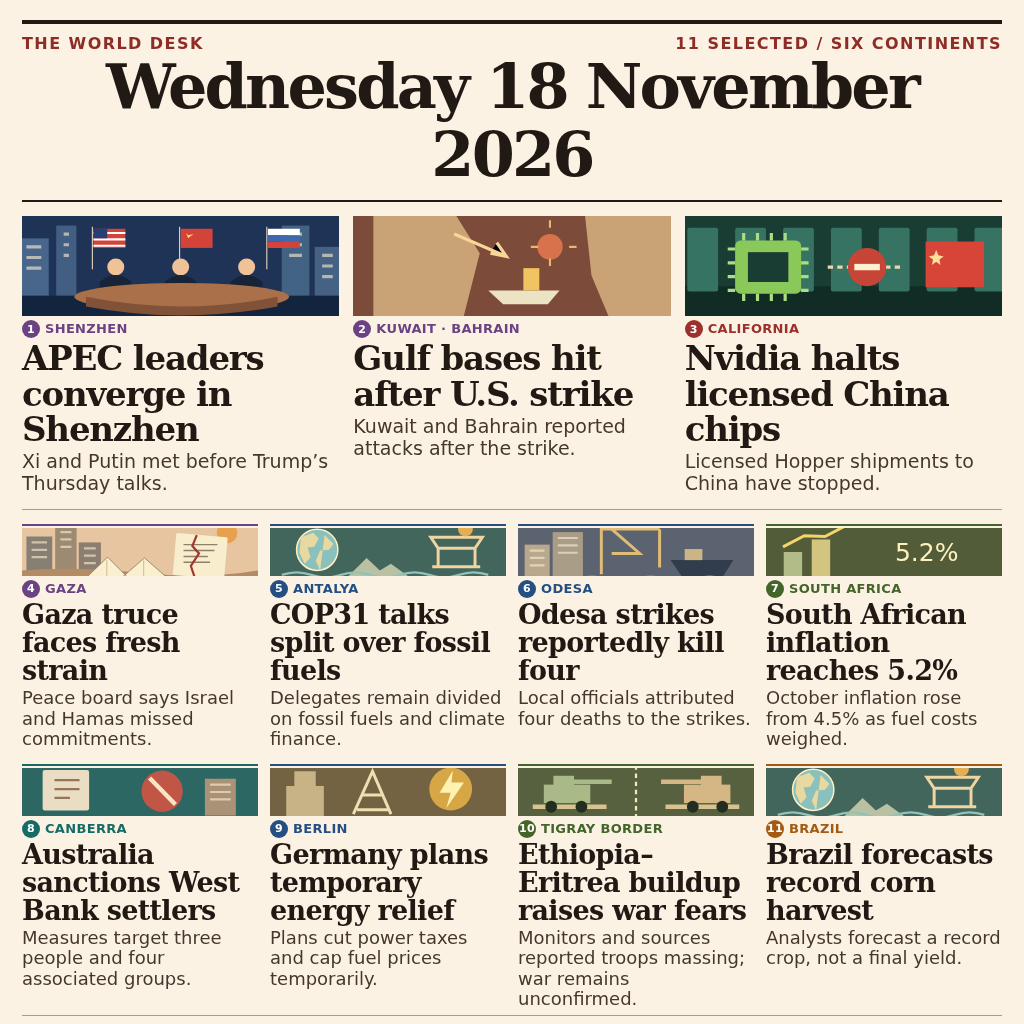 THE WORLD DESK
11 SELECTED / SIX CONTINENTS
Wednesday 18 November
2026
1 SHENZHEN
APEC leaders
converge in
Shenzhen
Xi and Putin met before Trump’s
Thursday talks.
2 KUWAIT · BAHRAIN
Gulf bases hit
after U.S. strike
Kuwait and Bahrain reported
attacks after the strike.
3 CALIFORNIA
Nvidia halts
licensed China
chips
Licensed Hopper shipments to
China have stopped.
4 GAZA
Gaza truce
faces fresh
strain
Peace board says Israel
and Hamas missed
commitments.
5 ANTALYA
COP31 talks
split over fossil
fuels
Delegates remain divided
on fossil fuels and climate
finance.
6 ODESA
Odesa strikes
reportedly kill
four
Local officials attributed
four deaths to the strikes.
5.2%
7 SOUTH AFRICA
South African
inflation
reaches 5.2%
October inflation rose
from 4.5% as fuel costs
weighed.
8 CANBERRA
Australia
sanctions West
Bank settlers
Measures target three
people and four
associated groups.
9 BERLIN
Germany plans
temporary
energy relief
Plans cut power taxes
and cap fuel prices
temporarily.
10 TIGRAY BORDER
Ethiopia–
Eritrea buildup
raises war fears
Monitors and sources
reported troops massing;
war remains
unconfirmed.
11 BRAZIL
Brazil forecasts
record corn
harvest
Analysts forecast a record
crop, not a final yield.